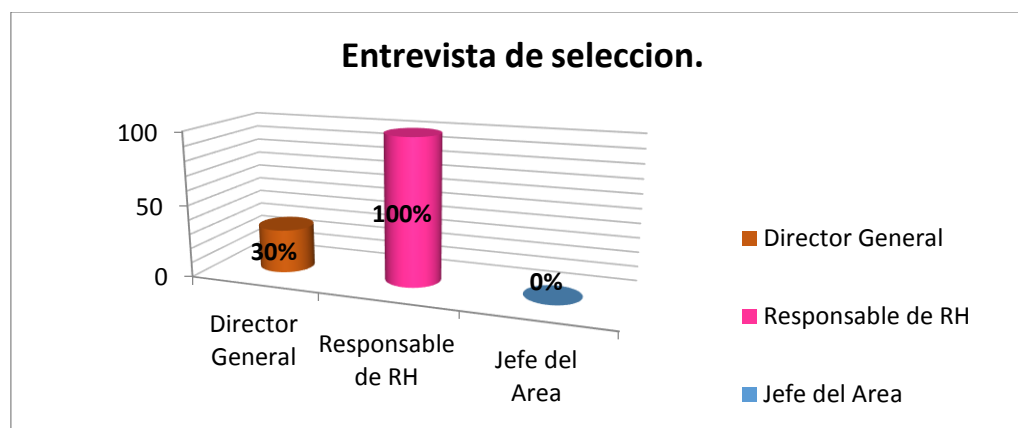 Entrevista de seleccion.
100
50
0
30%
100%
0%
Director
General
Responsable
de RH
Jefe del
Area
Director General
Responsable de RH
Jefe del Area